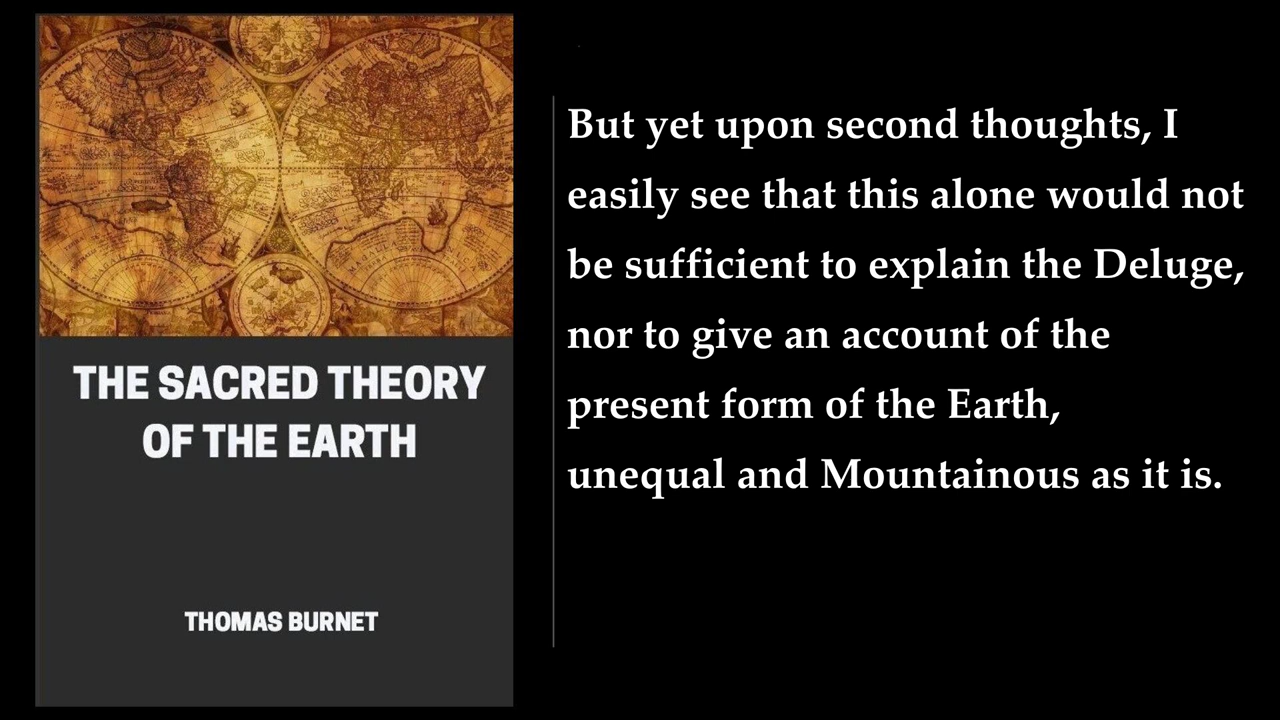 THE SACRED THEORY
OF THE EARTH
THOMAS BURNET
But yet upon second thoughts, I
easily see that this alone would not
be sufficient to explain the Deluge,
nor to give an account of the
present form of the Earth,
unequal and Mountainous as it is.